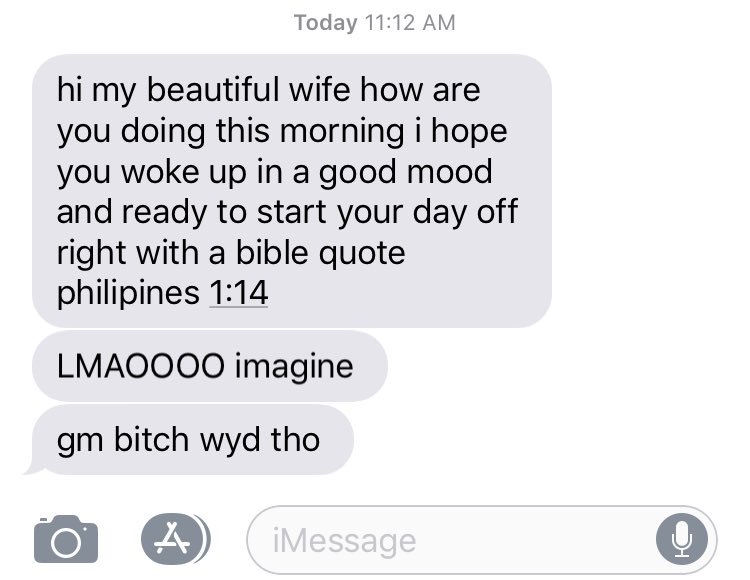 Today 11:12 AM
hi my beautiful wife how are
you doing this morning i hope
you woke up in a good mood
and ready to start your day off
right with a bible quote
philipines 1:14
LMAOOOO imagine
gm bitch wyd tho
iMessage